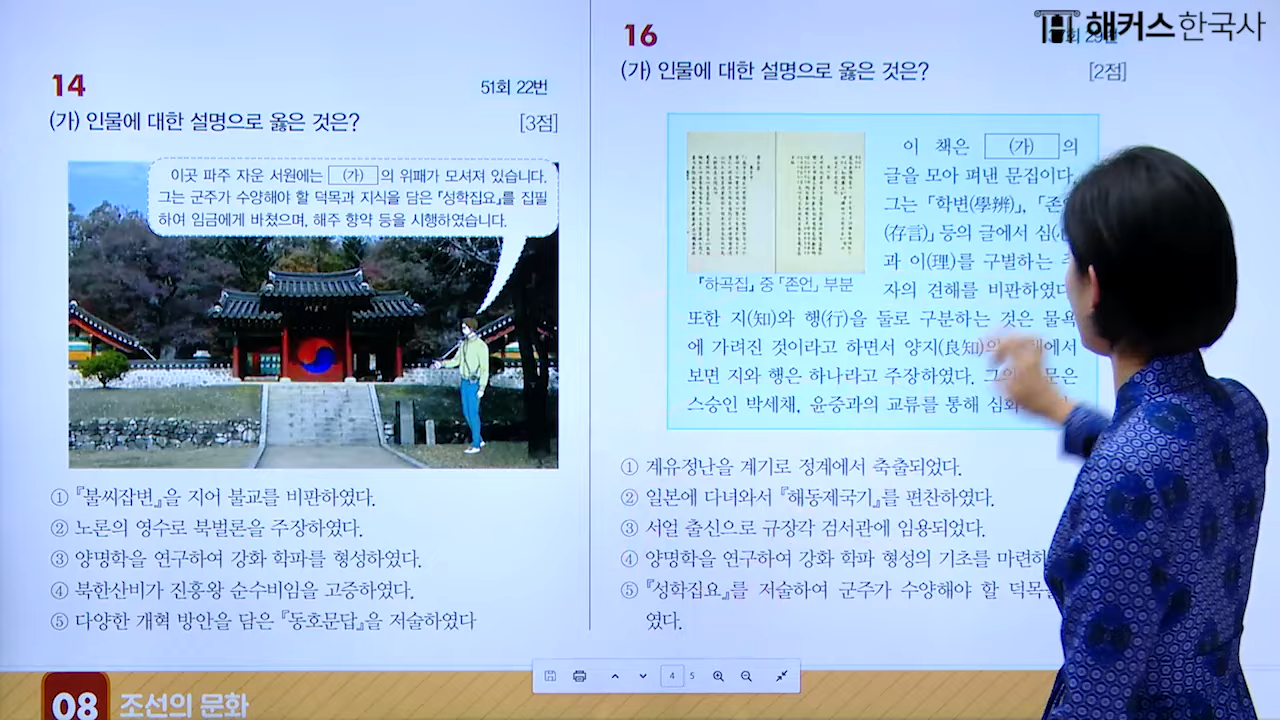 해커스한국사
14
51회 22번
(가) 인물에 대한 설명으로 옳은 것은?
[3점]
이곳 파주 자운 서원에는 (가) 의 위패가 모셔져 있습니다.
그는 군주가 수양해야 할 덕목과 지식을 담은 『성학집요』를 집필
하여 임금에게 바쳤으며, 해주 향약 등을 시행하였습니다.
① 『불씨잡변』을 지어 불교를 비판하였다.
② 노론의 영수로 북벌론을 주장하였다.
③ 양명학을 연구하여 강화 학파를 형성하였다.
④ 북한산비가 진흥왕 순수비임을 고증하였다.
⑤ 다양한 개혁 방안을 담은 『동호문답』을 저술하였다
16
(가) 인물에 대한 설명으로 옳은 것은?
[2점]
이 책은 (가) 의
글을 모아 펴낸 문집이다.
그는 「학변(學辨)」, 「존
(存言)」 등의 글에서 심(
과 이(理)를 구별하는
자의 견해를 비판하였다
『하곡집』 중 「존언」 부분
또한 지(知)와 행(行)을 둘로 구분하는 것은 물욕
에 가려진 것이라고 하면서 양지(良知)의 에서
보면 지와 행은 하나라고 주장하였다. 은
스승인 박세채, 윤증과의 교류를 통해
① 계유정난을 계기로 정계에서 축출되었다.
② 일본에 다녀와서 『해동제국기』를 편찬하였다.
③ 서얼 출신으로 규장각 검서관에 임용되었다.
④ 양명학을 연구하여 강화 학파 형성의 기초를 마련하
⑤ 『성학집요』를 저술하여 군주가 수양해야 할 덕목
였다.
4 5
08 조선의 문화